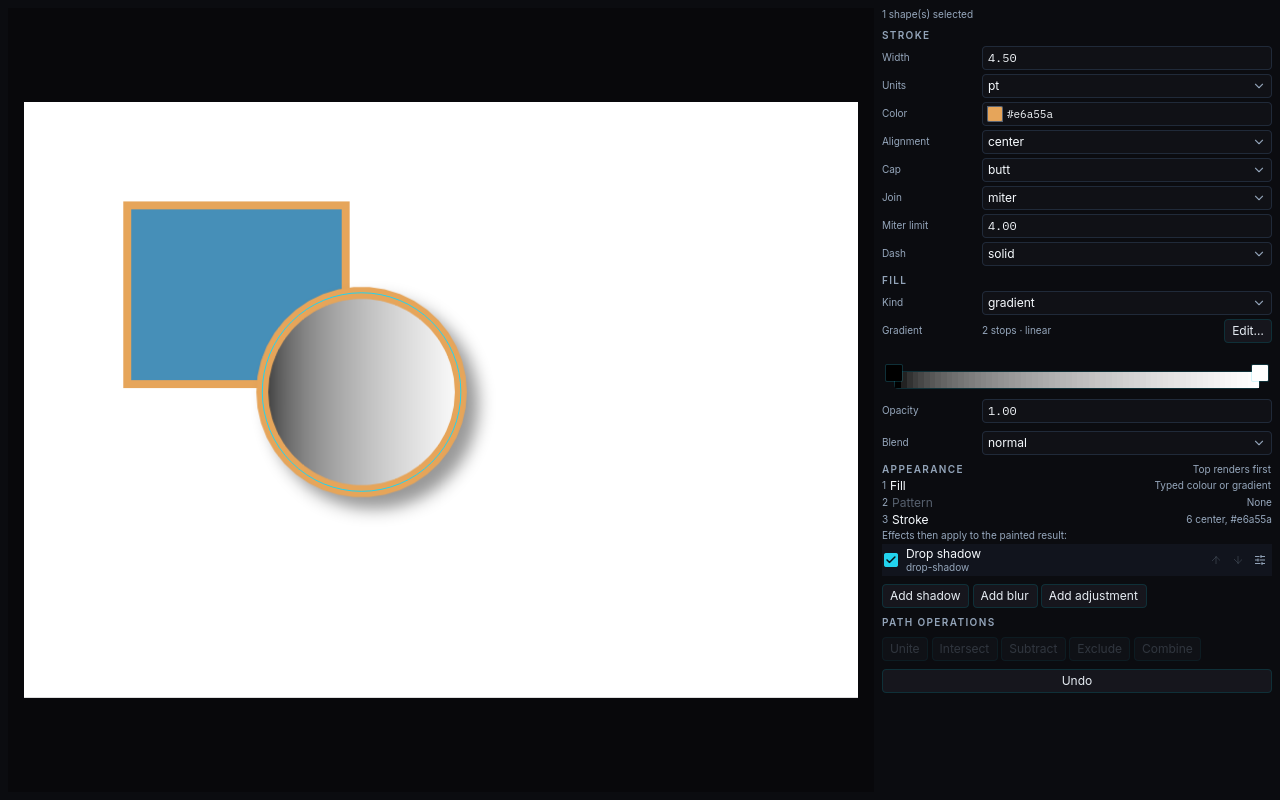 1 shape(s) selected
STROKE
Width 4.50
Units pt
Color #e6a55a
Alignment center
Cap butt
Join miter
Miter limit 4.00
Dash solid
FILL
Kind gradient
Gradient 2 stops · linear Edit...
Opacity 1.00
Blend normal
APPEARANCE Top renders first
1 Fill Typed colour or gradient
2 Pattern None
3 Stroke 6 center, #e6a55a
Effects then apply to the painted result:
Drop shadow
drop-shadow
Add shadow Add blur Add adjustment
PATH OPERATIONS
Unite Intersect Subtract Exclude Combine
Undo